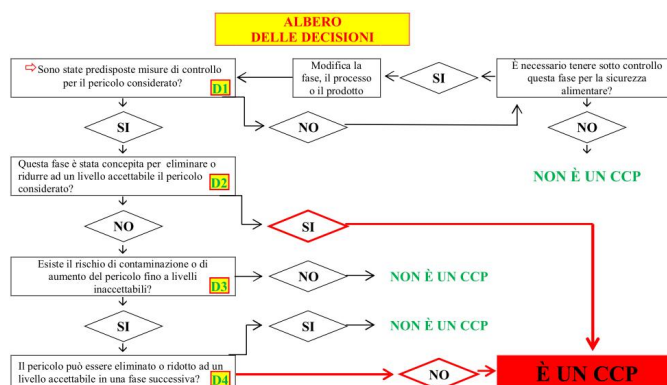 ALBERO
DELLE DECISIONI
⇨Sono state predisposte misure di controllo
per il pericolo considerato?
D1
Modifica la
fase, il processo
o il prodotto
SI
È necessario tenere sotto controllo
questa fase per la sicurezza
alimentare?
SI
NO
NO
NON È UN CCP
Questa fase è stata concepita per eliminare o
ridurre ad un livello accettabile il pericolo
considerato?
D2
NO
SI
Esiste il rischio di contaminazione o di
aumento del pericolo fino a livelli
inaccettabili?
D3
NO
NON È UN CCP
SI
SI
NON È UN CCP
Il pericolo può essere eliminato o ridotto ad un
livello accettabile in una fase successiva?
D4
NO
È UN CCP